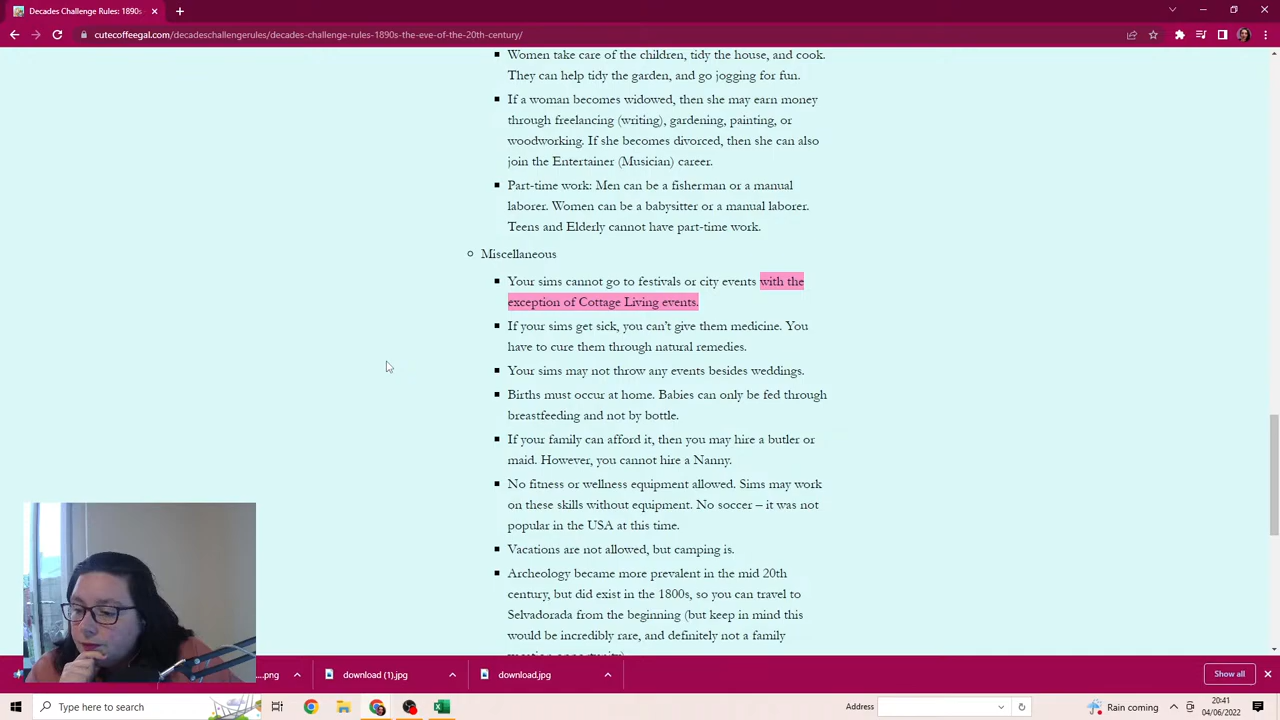 Decades Challenge Rules: 1890s
cutecoffeegal.com/decadeschallengerules/decades-challenge-rules-1890s-the-eve-of-the-20th-century/
Women take care of the children, tidy the house, and cook.
They can help tidy the garden, and go jogging for fun.
If a woman becomes widowed, then she may earn money
through freelancing (writing), gardening, painting, or
woodworking. If she becomes divorced, then she can also
join the Entertainer (Musician) career.
Part-time work: Men can be a fisherman or a manual
laborer. Women can be a babysitter or a manual laborer.
Teens and Elderly cannot have part-time work.
Miscellaneous
Your sims cannot go to festivals or city events with the
exception of Cottage Living events.
If your sims get sick, you can’t give them medicine. You
have to cure them through natural remedies.
Your sims may not throw any events besides weddings.
Births must occur at home. Babies can only be fed through
breastfeeding and not by bottle.
If your family can afford it, then you may hire a butler or
maid. However, you cannot hire a Nanny.
No fitness or wellness equipment allowed. Sims may work
on these skills without equipment. No soccer – it was not
popular in the USA at this time.
Vacations are not allowed, but camping is.
Archeology became more prevalent in the mid 20th
century, but did exist in the 1800s, so you can travel to
Selvadorada from the beginning (but keep in mind this
would be incredibly rare, and definitely not a family
....png
download (1).jpg
download.jpg
Show all
Type here to search
Address
Rain coming
20:41
04/06/2022